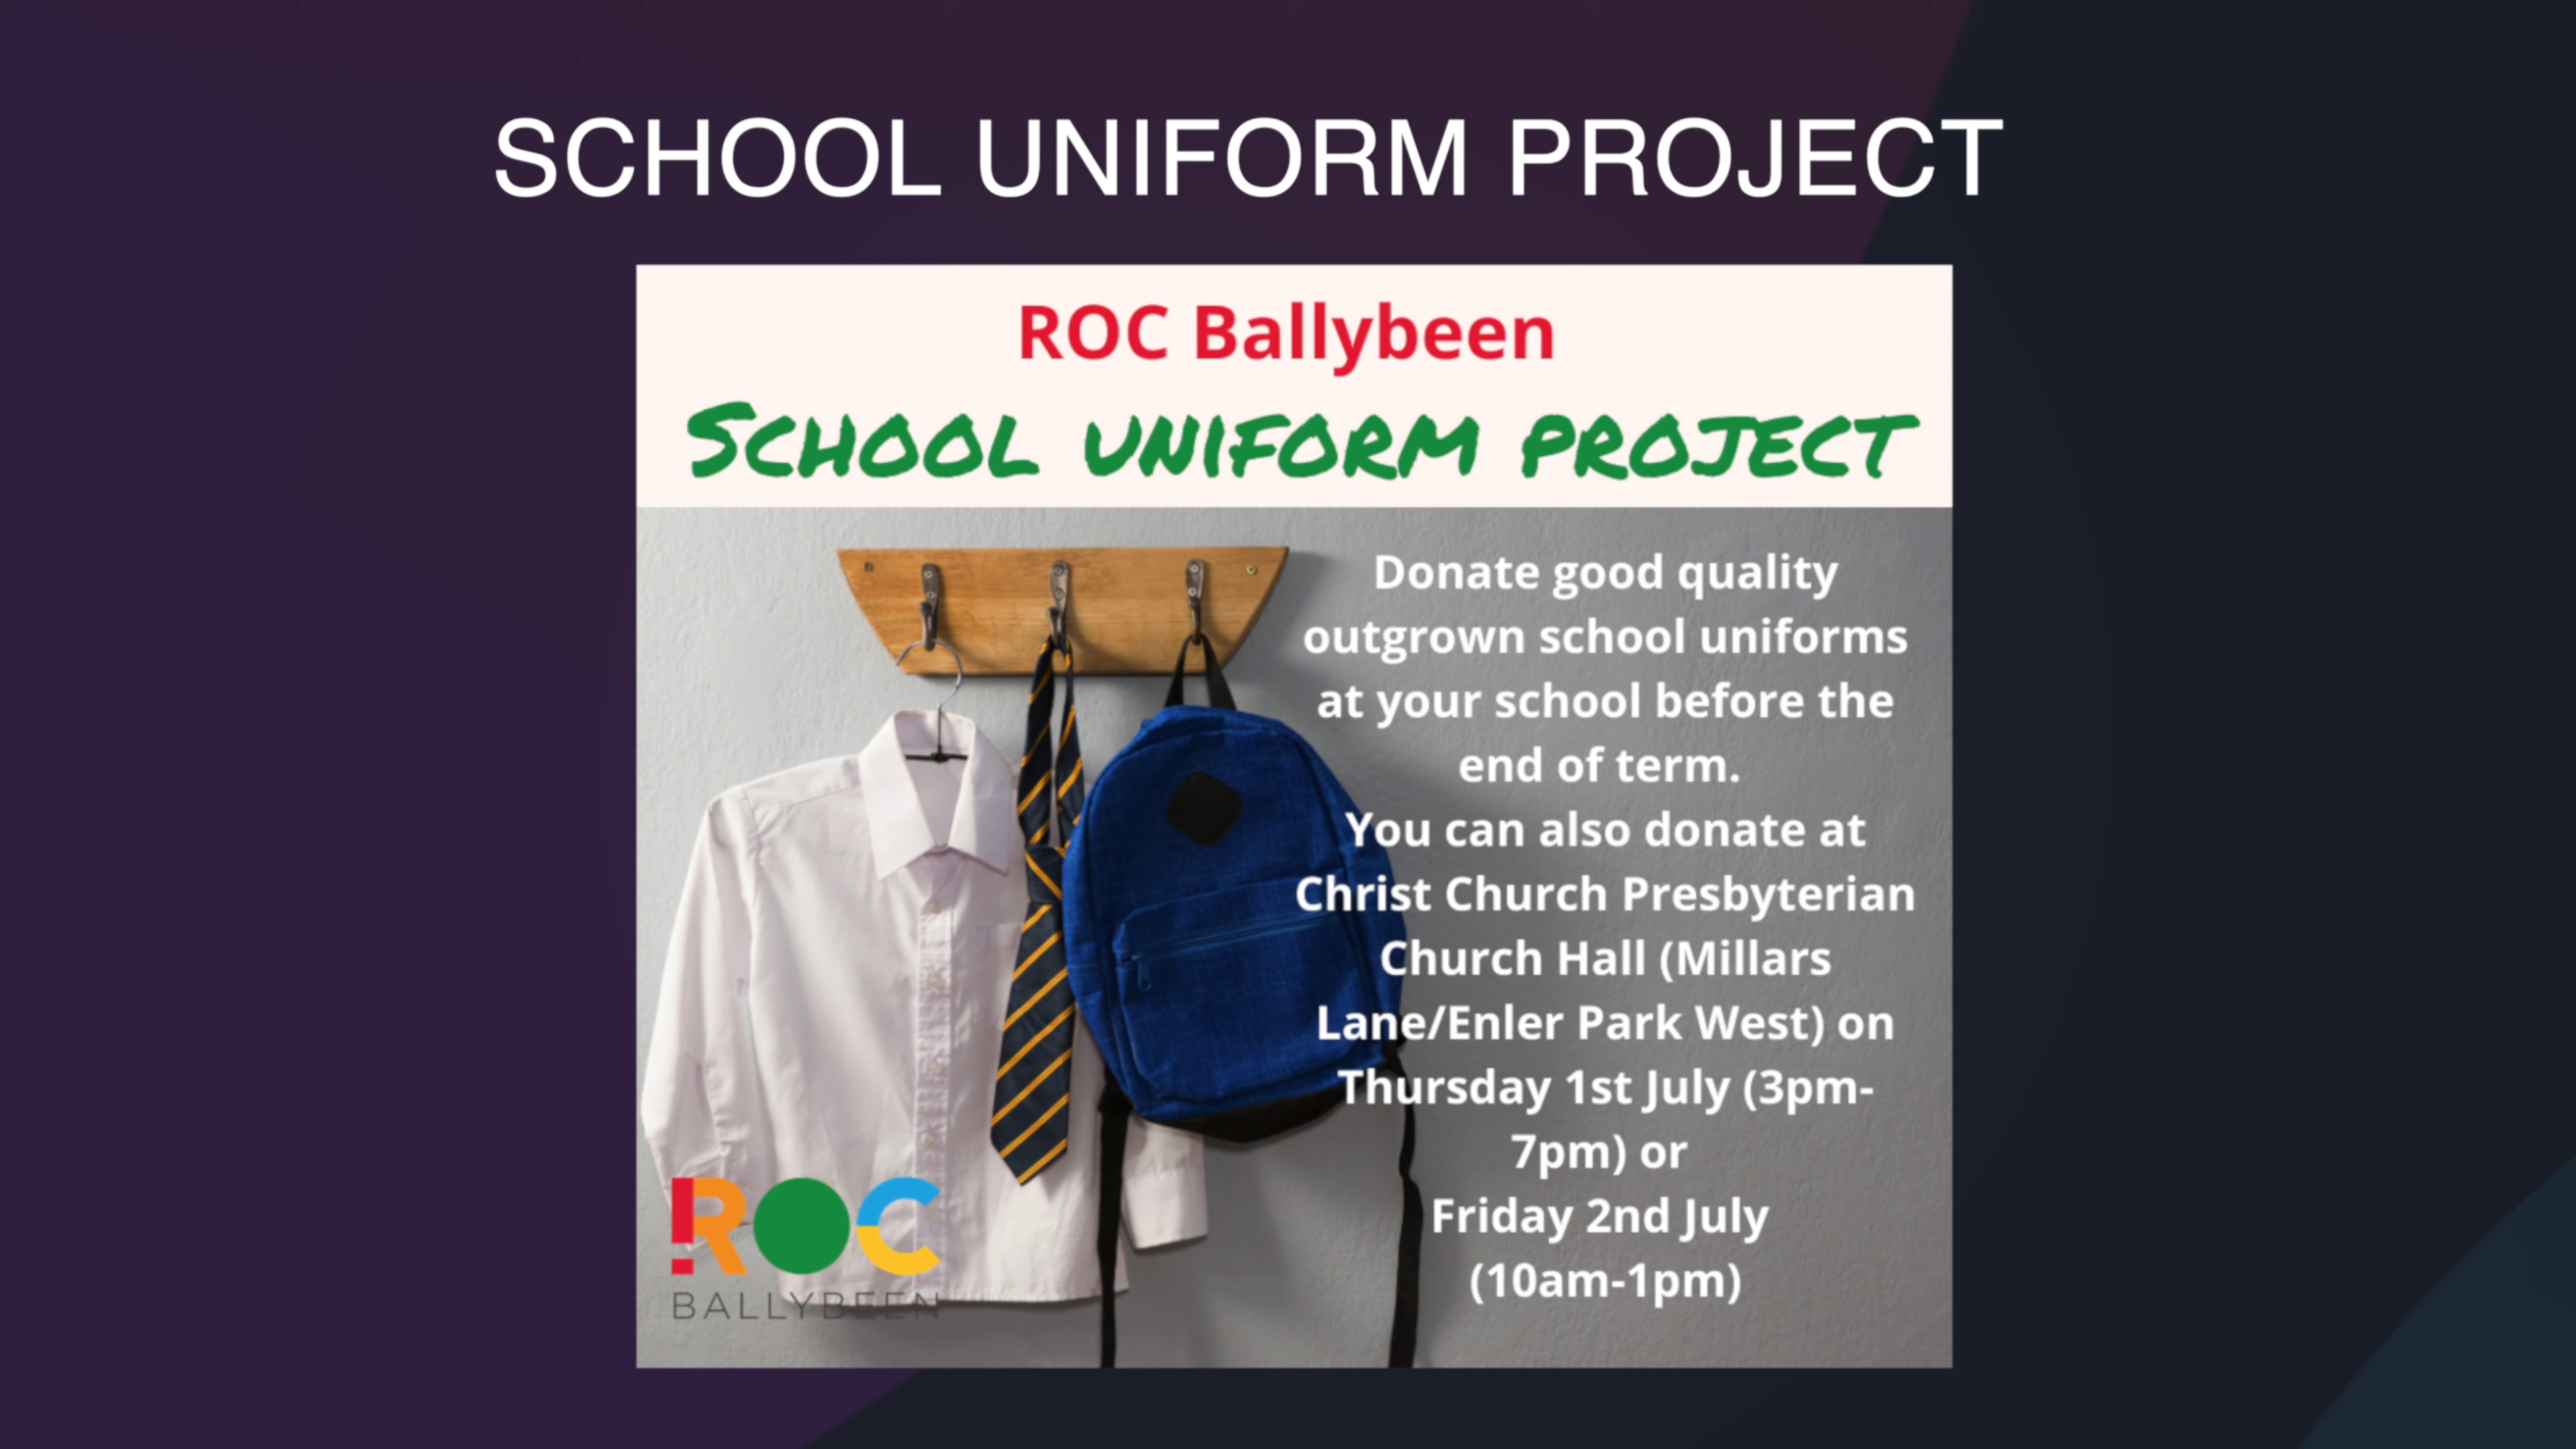 SCHOOL UNIFORM PROJECT
ROC Ballybeen
School uniform project
Donate good quality
outgrown school uniforms
at your school before the
end of term.
You can also donate at
Christ Church Presbyterian
Church Hall (Millars
Lane/Enler Park West) on
Thursday 1st July (3pm-
7pm) or
Friday 2nd July
(10am-1pm)
ROC
BALLYBEEN